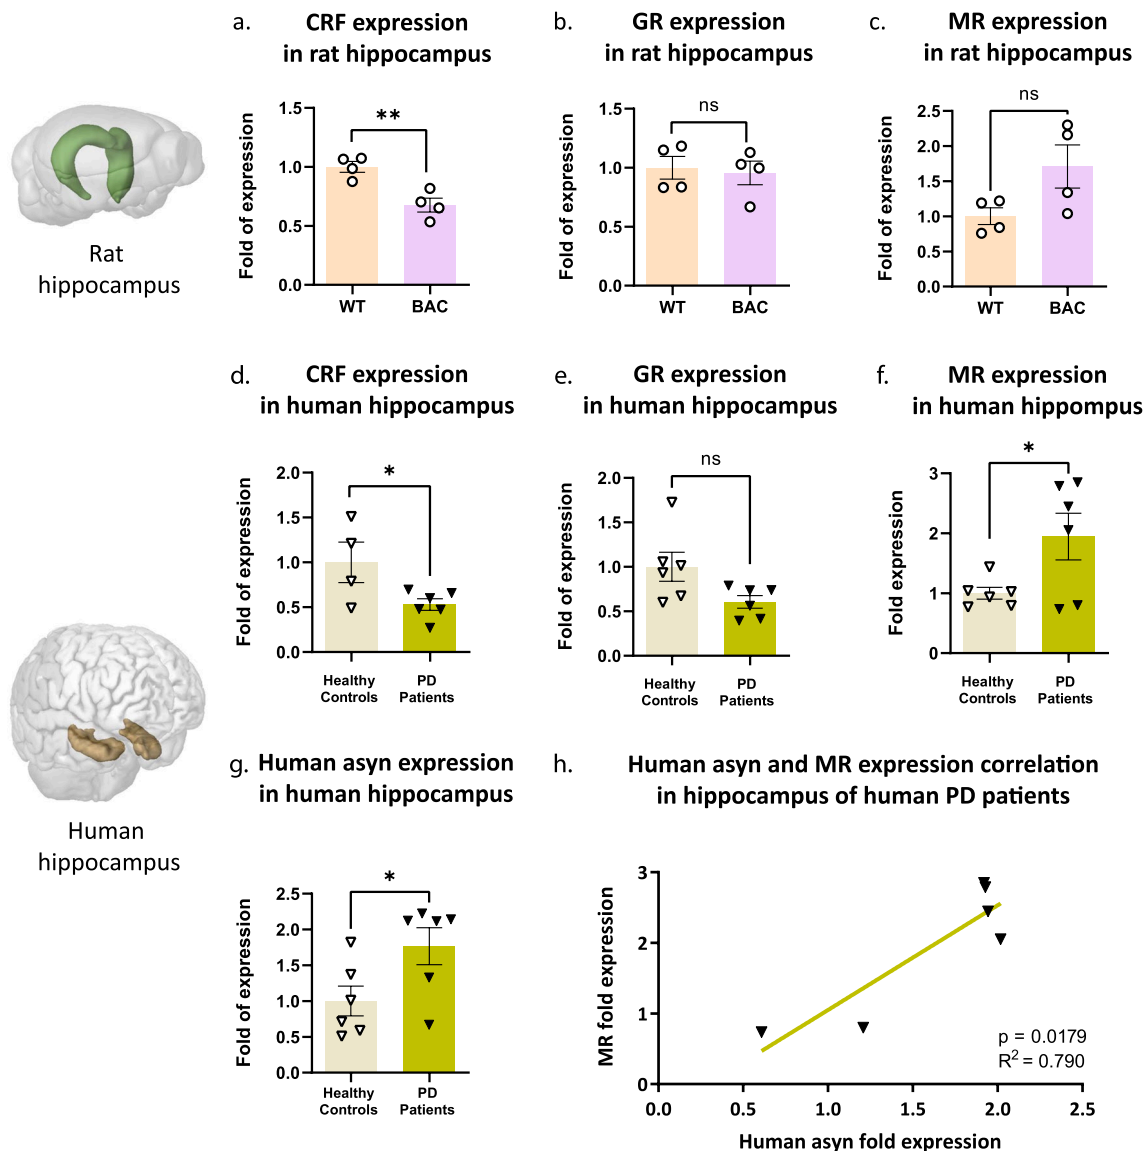 a.
CRF expression
in rat hippocampus
b.
GR expression
in rat hippocampus
c.
MR expression
in rat hippocampus
Rat
hippocampus
Fold of expression
1.5
1.0
0.5
0.0
**
WT
BAC
Fold of expression
1.5
1.0
0.5
0.0
ns
WT
BAC
Fold of expression
2.5
2.0
1.5
1.0
0.5
0.0
ns
WT
BAC
d.
CRF expression
in human hippocampus
e.
GR expression
in human hippocampus
f.
MR expression
in human hippompus
Fold of expression
2.0
1.5
1.0
0.5
0.0
*
Healthy
Controls
PD
Patients
Fold of expression
2.0
1.5
1.0
0.5
0.0
ns
Healthy
Controls
PD
Patients
Fold expression
3
2
1
0
*
Healthy
Controls
PD
Patients
Human
hippocampus
g.
Human asyn expression
in human hippocampus
Fold of expression
2.5
2.0
1.5
1.0
0.5
0.0
*
Healthy
Controls
PD
Patients
h.
Human asyn and MR expression correlation
in hippocampus of human PD patients
MR fold expression
3
2
1
0
p = 0.0179
R² = 0.790
0.0
0.5
1.0
1.5
2.0
2.5
Human asyn fold expression